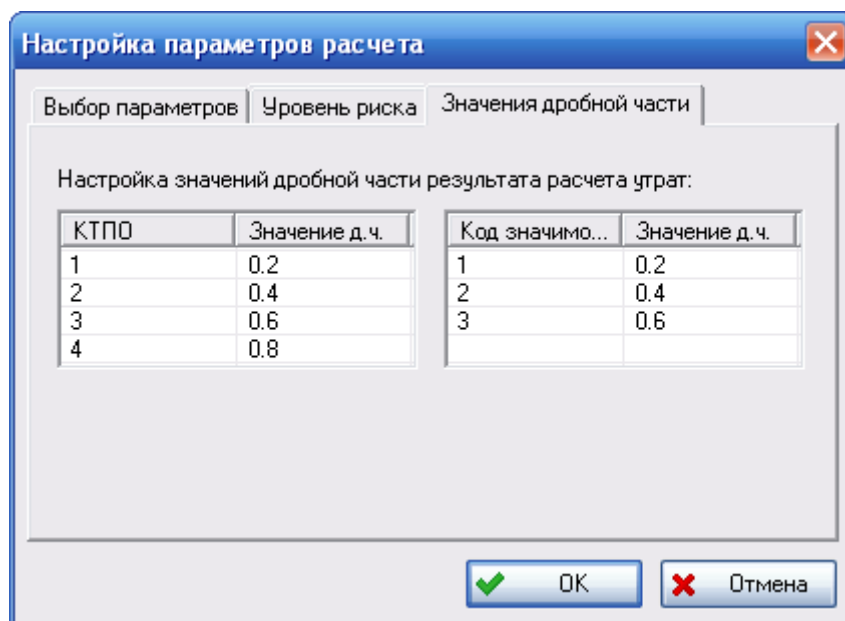 Настройка параметров расчета
Выбор параметров Уровень риска Значения дробной части
Настройка значений дробной части результата расчета утрат:
КТПО Значение д.ч. Код значимо... Значение д.ч.
1 0.2 1 0.2
2 0.4 2 0.4
3 0.6 3 0.6
4 0.8
OK Отмена